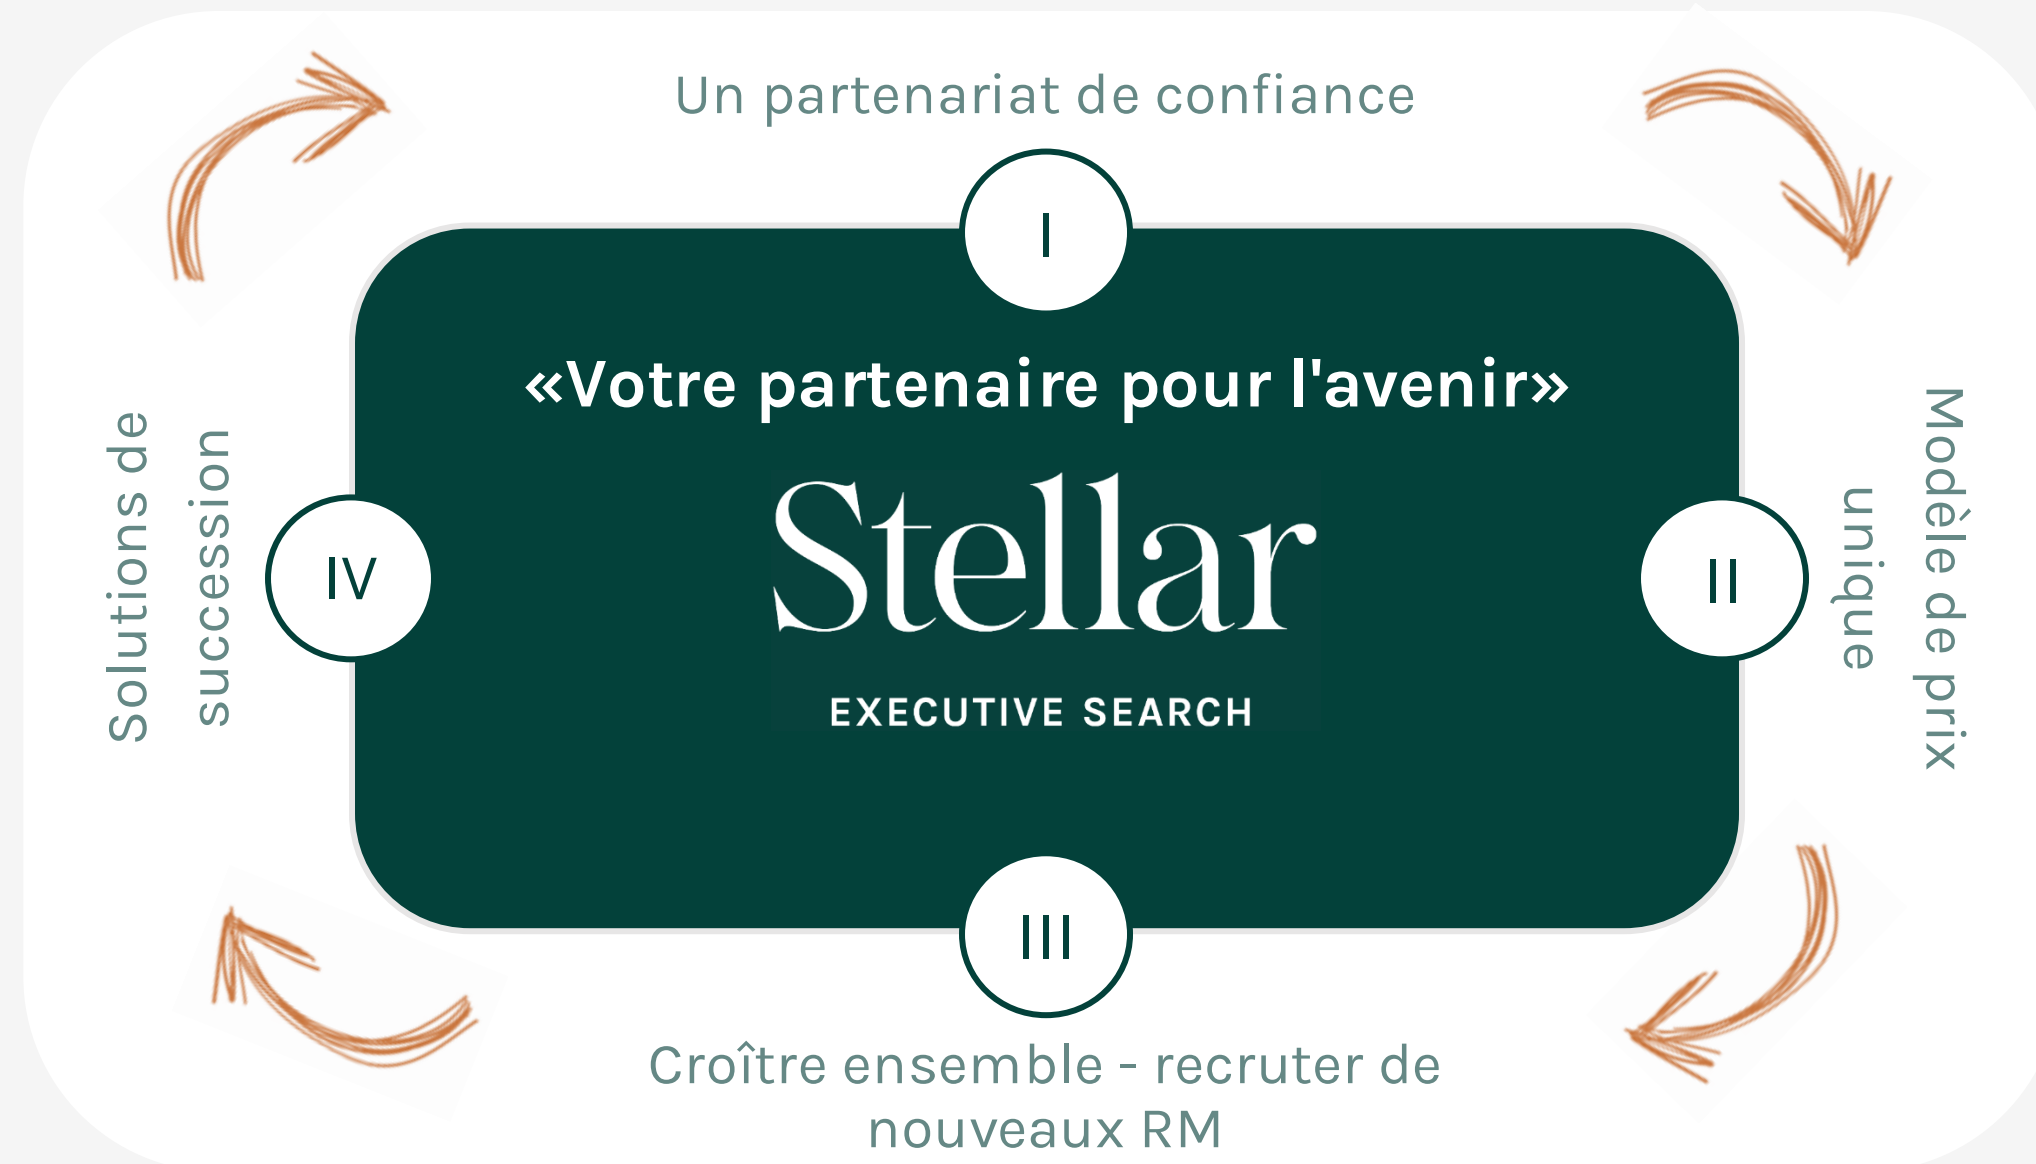 Un partenariat de confiance
I
«Votre partenaire pour l'avenir»
Stellar
EXECUTIVE SEARCH
II
Modèle de prix
unique
III
Croître ensemble - recruter de
nouveaux RM
IV
Solutions de
succession